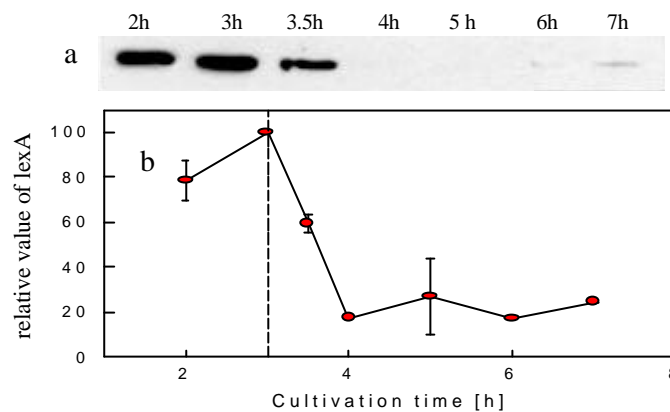 2h 3h 3.5h 4h 5 h 6h 7h
a
b
relative value of lexA
100
80
60
40
20
0
2 4 6 8
Cultivation time [h]